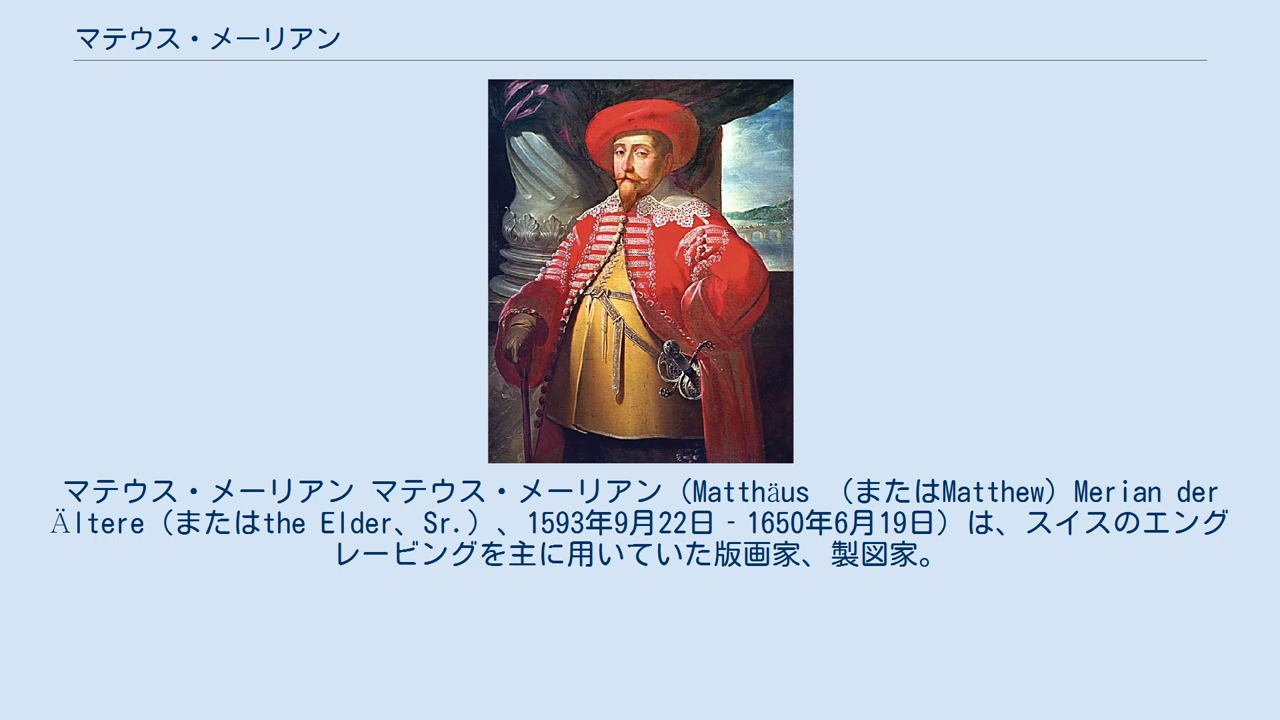 マテウス・メーリアン
マテウス・メーリアン マテウス・メーリアン（Matthäus （またはMatthew）Merian der
Ältere（またはthe Elder、Sr.）、1593年9月22日‐1650年6月19日）は、スイスのエング
レービングを主に用いていた版画家、製図家。